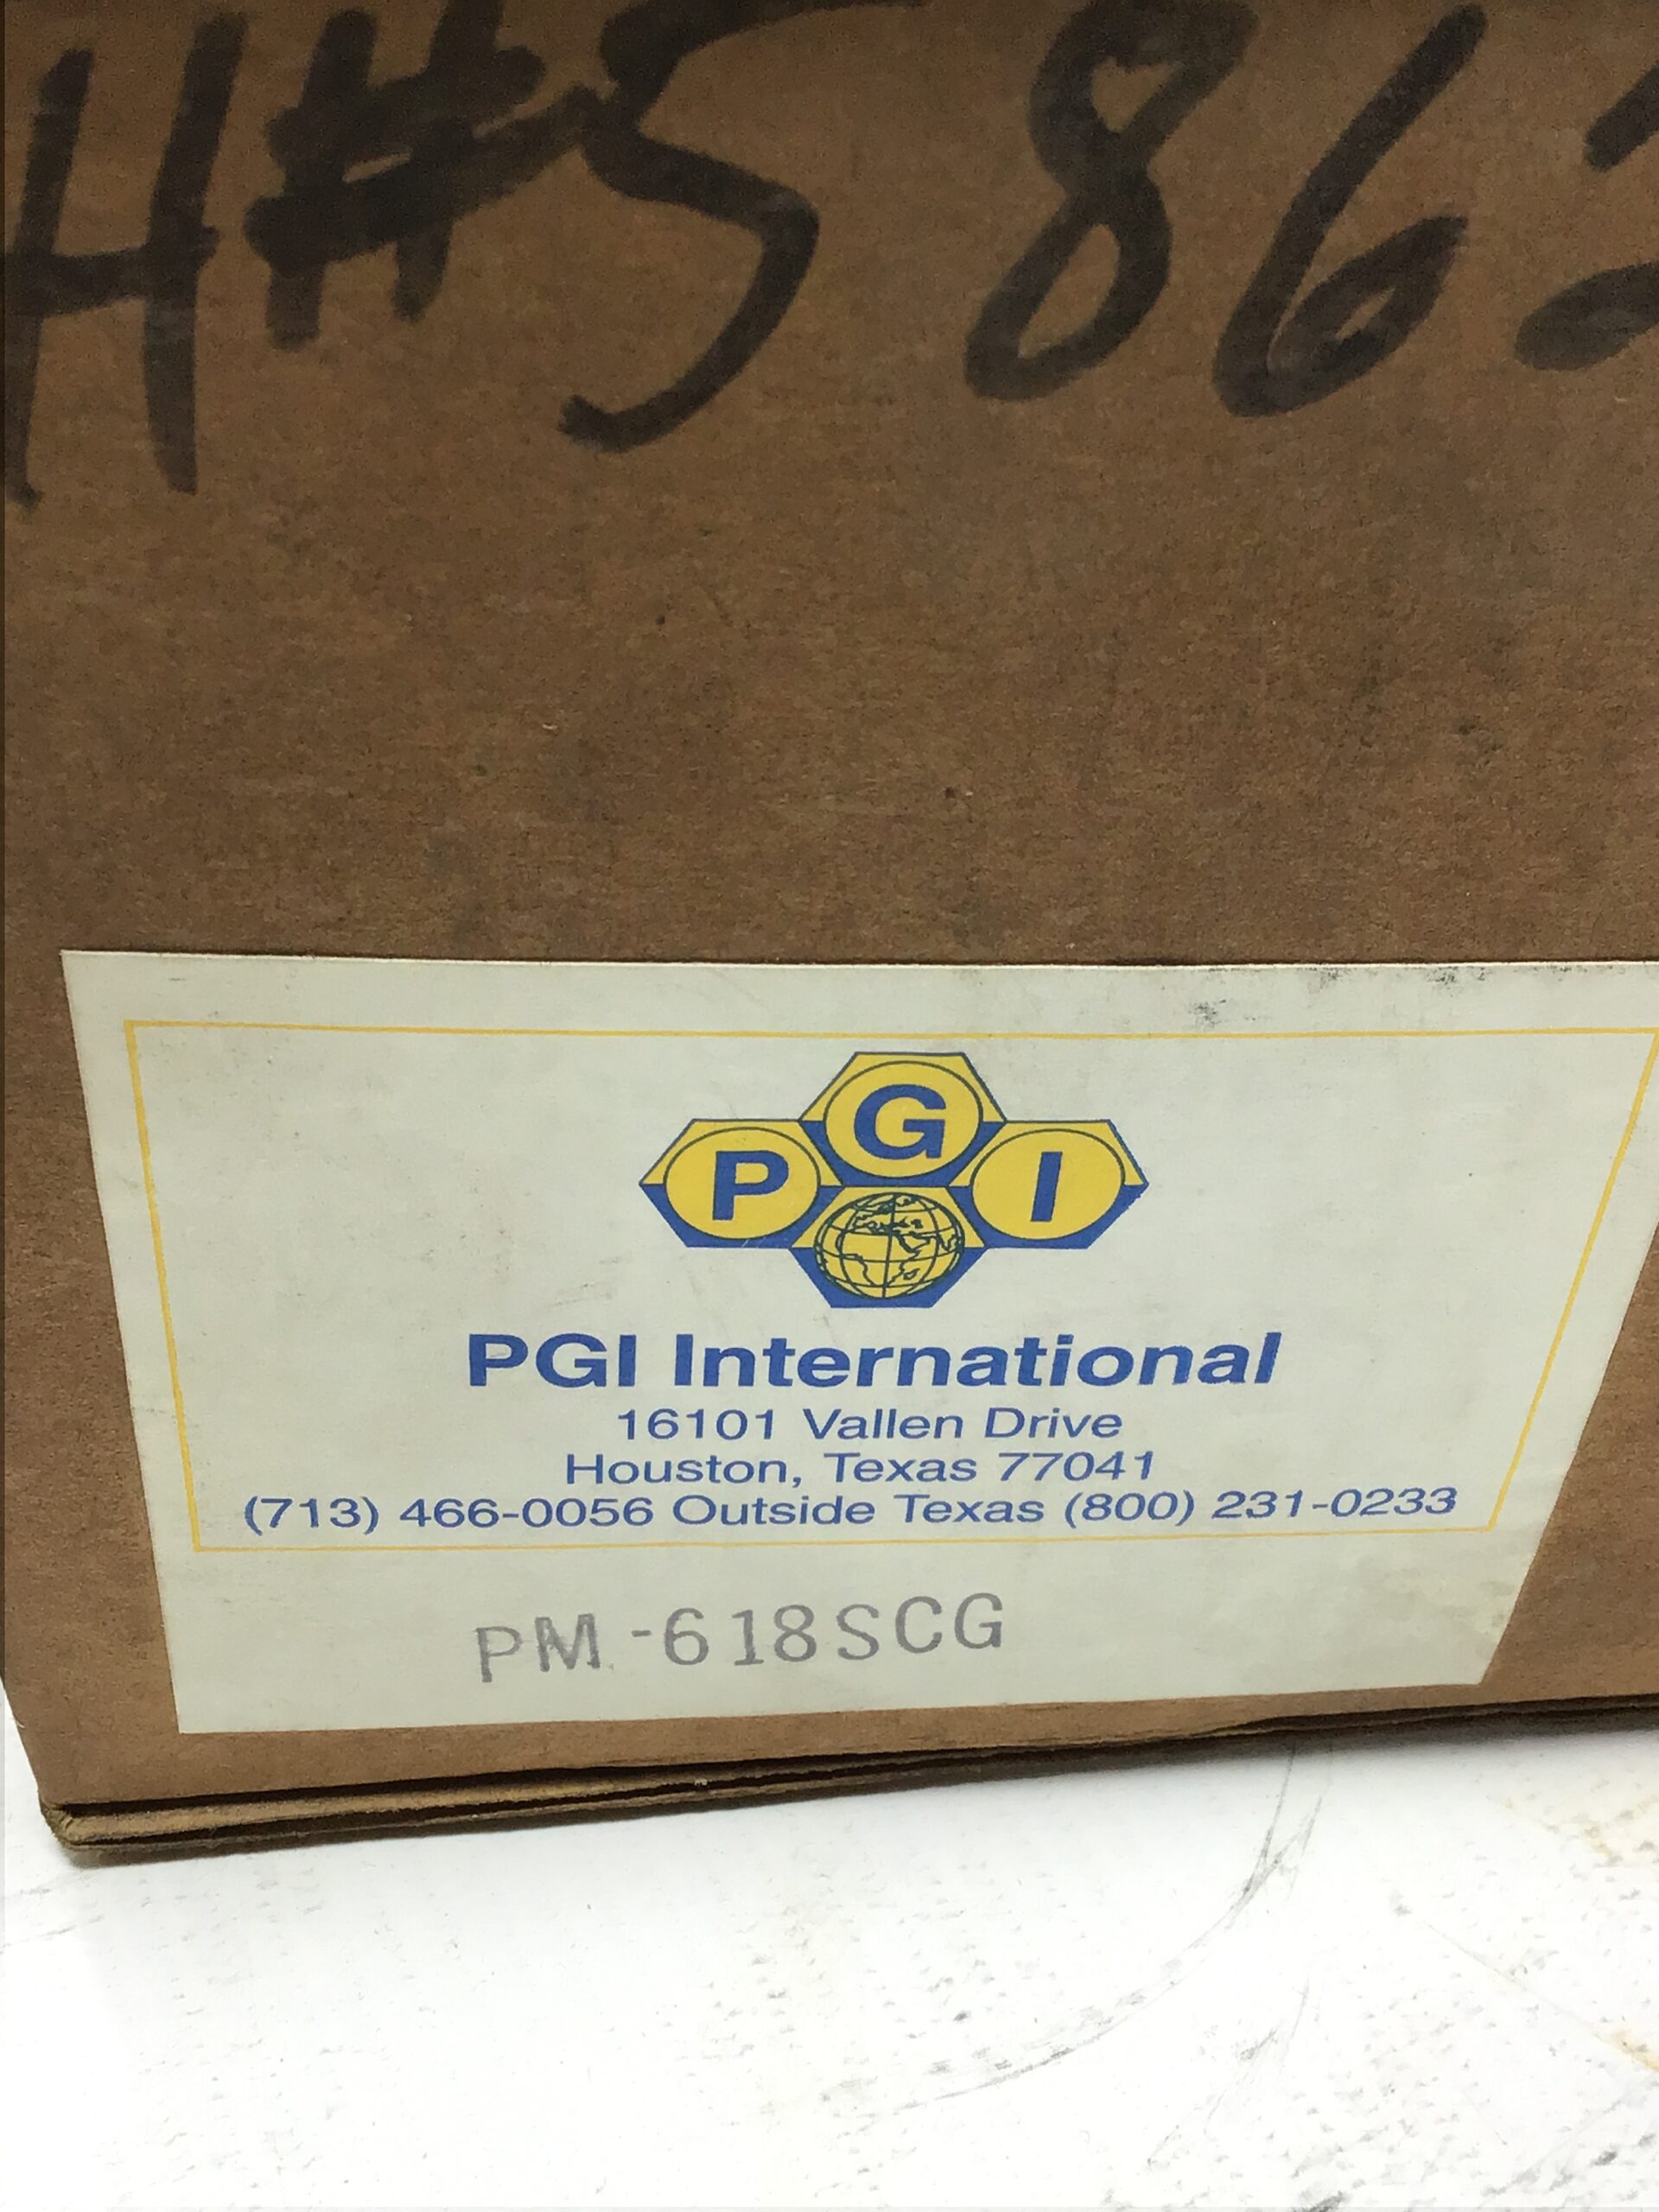 H#5 86
P G I
PGI International
16101 Vallen Drive
Houston, Texas 77041
(713) 466-0056 Outside Texas (800) 231-0233
PM-618SCG